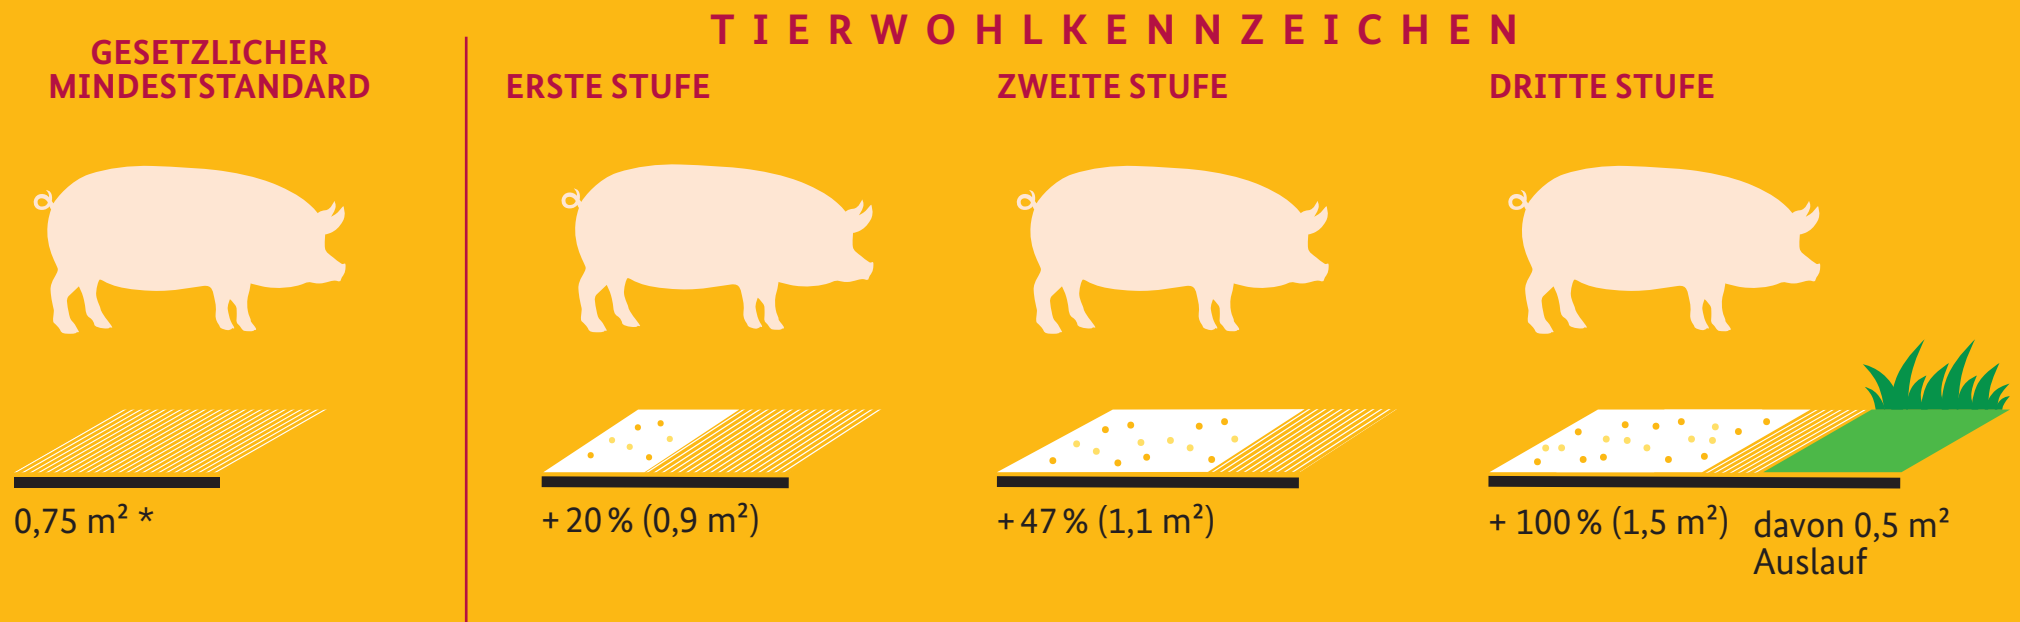 TIERWOHLKENNZEICHEN
GESETZLICHER
MINDESTSTANDARD
ERSTE STUFE
ZWEITE STUFE
DRITTE STUFE
0,75 m² *
+ 20 % (0,9 m²)
+ 47 % (1,1 m²)
+ 100 % (1,5 m²)
davon 0,5 m²
Auslauf